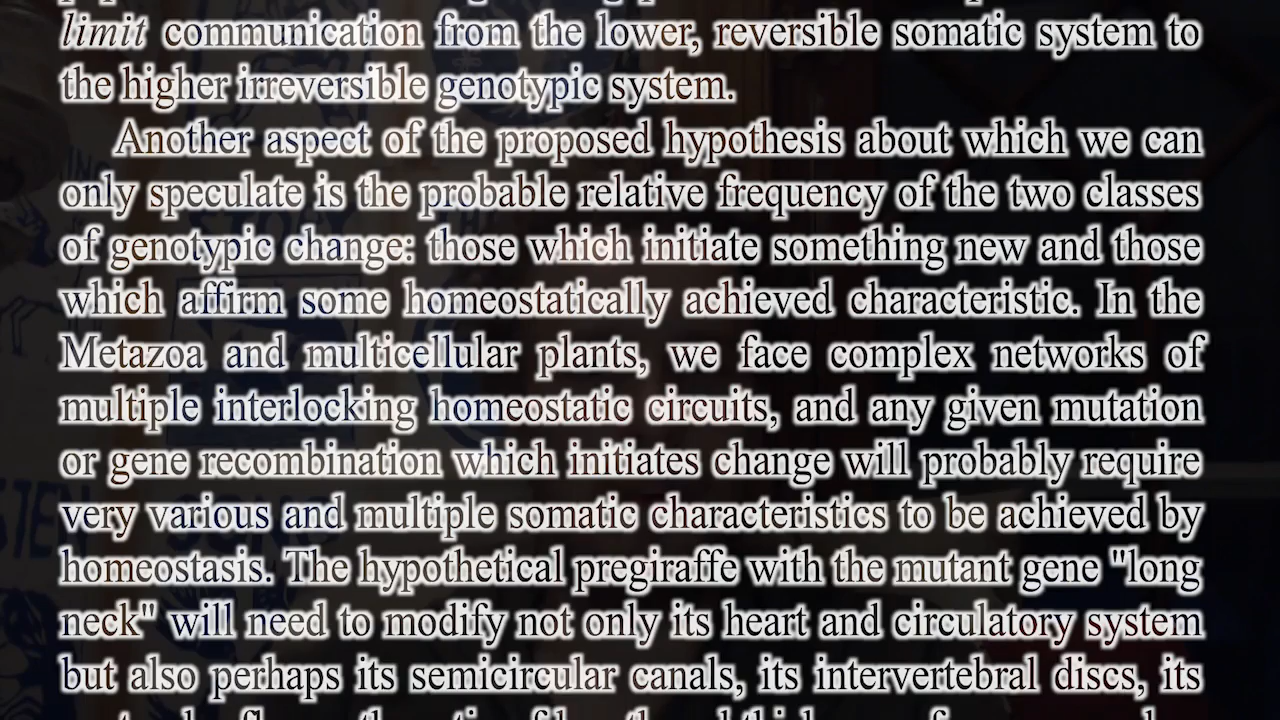 limit communication from the lower, reversible somatic system to
the higher irreversible genotypic system.
Another aspect of the proposed hypothesis about which we can
only speculate is the probable relative frequency of the two classes
of genotypic change: those which initiate something new and those
which affirm some homeostatically achieved characteristic. In the
Metazoa and multicellular plants, we face complex networks of
multiple interlocking homeostatic circuits, and any given mutation
or gene recombination which initiates change will probably require
very various and multiple somatic characteristics to be achieved by
homeostasis. The hypothetical pregiraffe with the mutant gene "long
neck" will need to modify not only its heart and circulatory system
but also perhaps its semicircular canals, its intervertebral discs, its